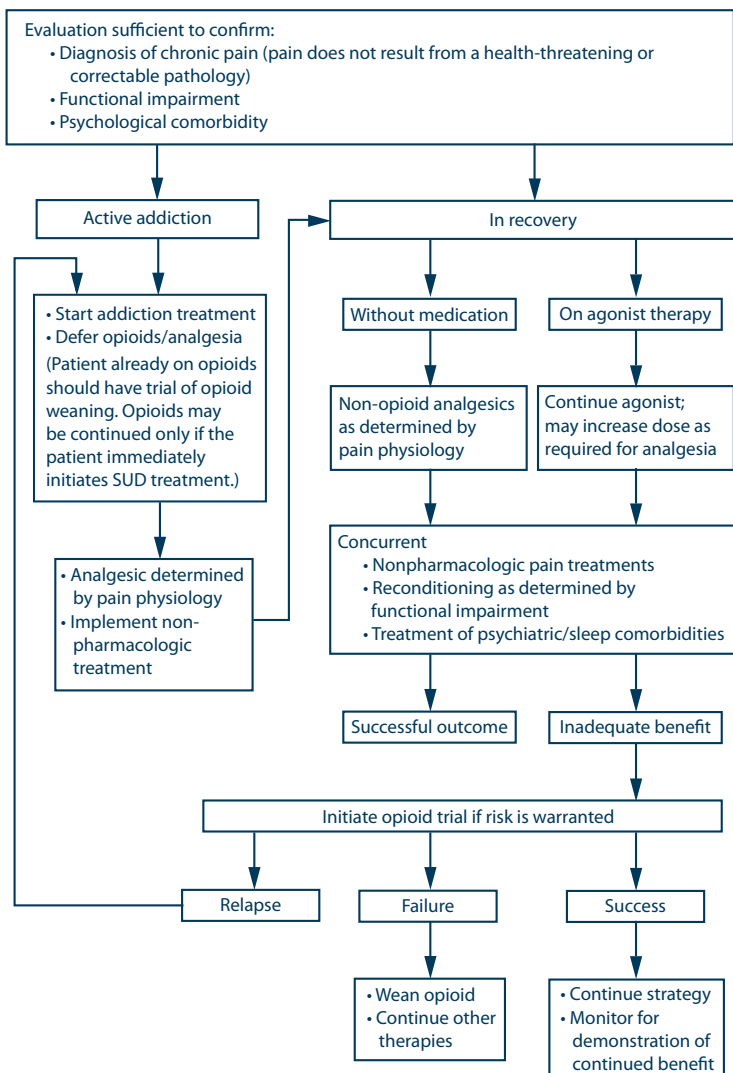 Evaluation sufficient to confirm:
• Diagnosis of chronic pain (pain does not result from a health-threatening or
correctable pathology)
• Functional impairment
• Psychological comorbidity
Active addiction
In recovery
• Start addiction treatment
• Defer opioids/analgesia
(Patient already on opioids
should have trial of opioid
weaning. Opioids may
be continued only if the
patient immediately
initiates SUD treatment.)
Without medication
On agonist therapy
Non-opioid analgesics
as determined by
pain physiology
Continue agonist;
may increase dose as
required for analgesia
• Analgesic determined
by pain physiology
• Implement non-
pharmacologic
treatment
Concurrent
• Nonpharmacologic pain treatments
• Reconditioning as determined by
functional impairment
• Treatment of psychiatric/sleep comorbidities
Successful outcome
Inadequate benefit
Initiate opioid trial if risk is warranted
Relapse
Failure
Success
• Wean opioid
• Continue other
therapies
• Continue strategy
• Monitor for
demonstration of
continued benefit